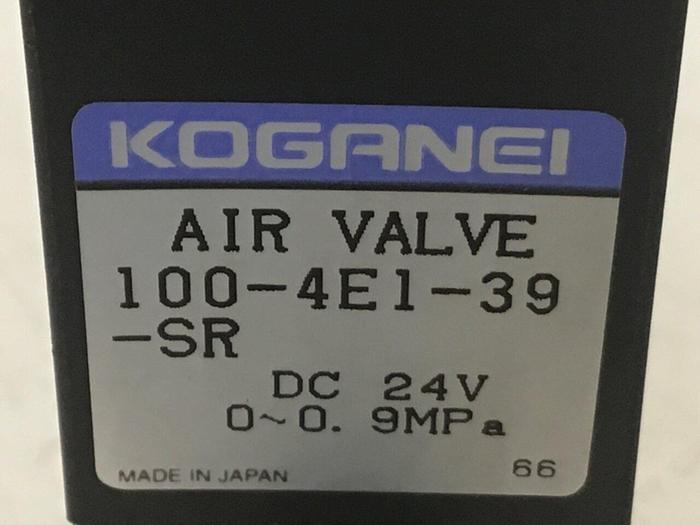 KOGANEI
AIR VALVE
100-4E1-39
-SR
DC 24V
0~0. 9MPa
MADE IN JAPAN 66